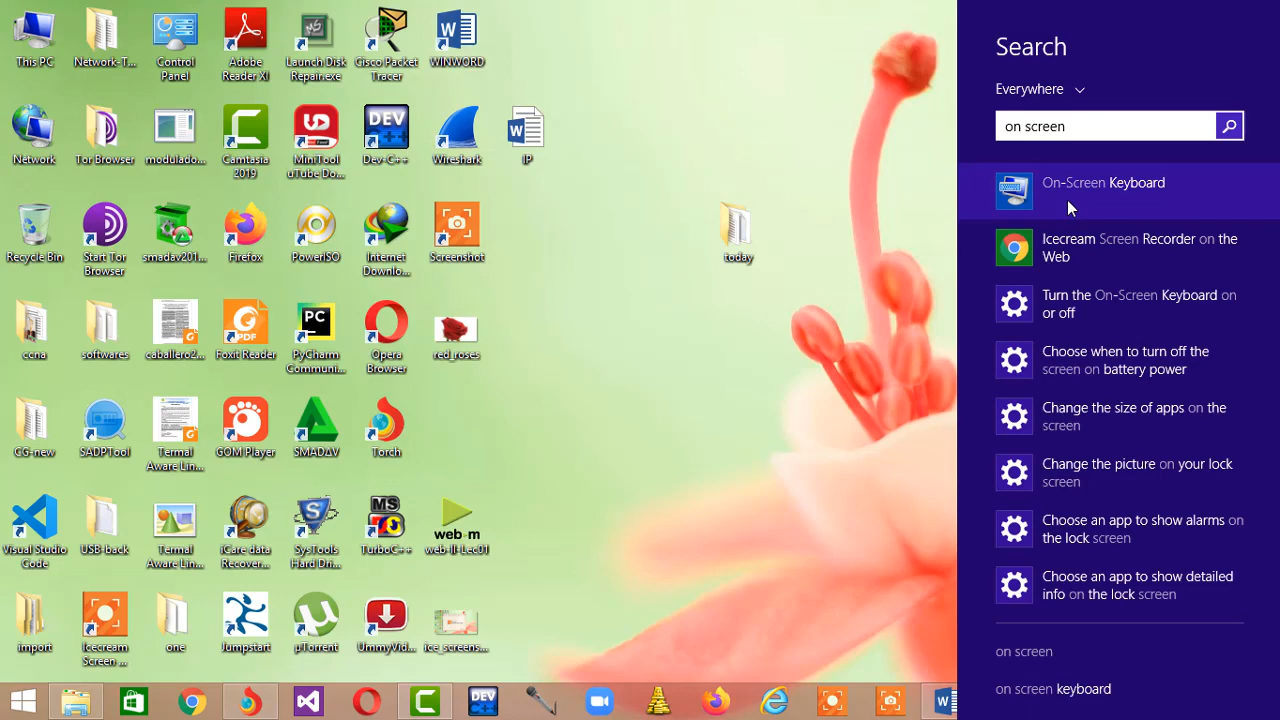 This PC
Network-T...
Control
Panel
Adobe
Reader XI
Launch Disk
Repair.exe
Cisco Packet
Tracer
WINWORD
Network
Tor Browser
modulado...
Camtasia
2019
MiniTool
uTube Do...
DEV
Dev-C++
Wireshark
IP
Recycle Bin
Start Tor
Browser
smadav201...
Firefox
PowerISO
Internet
Downlo...
Screenshot
today
ccna
softwares
caballero2...
PDF
Foxit Reader
PC
PyCharm
Communi...
Opera
Browser
red_roses
CG-new
SADPTool
Termal
Aware Lin...
GOM Player
SMADΔV
Torch
Visual Studio
Code
USB-back
Termal
Aware Lin...
iCare data
Recover...
SysTools
Hard Dri...
MS
TurboC++
web-m
web-II-Lec01
import
Icecream
Screen ...
one
Jumpstart
µTorrent
UmmyVid...
ice_screens...
DEV
Search
Everywhere
on screen
On-Screen Keyboard
Icecream Screen Recorder on the
Web
Turn the On-Screen Keyboard on
or off
Choose when to turn off the
screen on battery power
Change the size of apps on the
screen
Change the picture on your lock
screen
Choose an app to show alarms on
the lock screen
Choose an app to show detailed
info on the lock screen
on screen
on screen keyboard